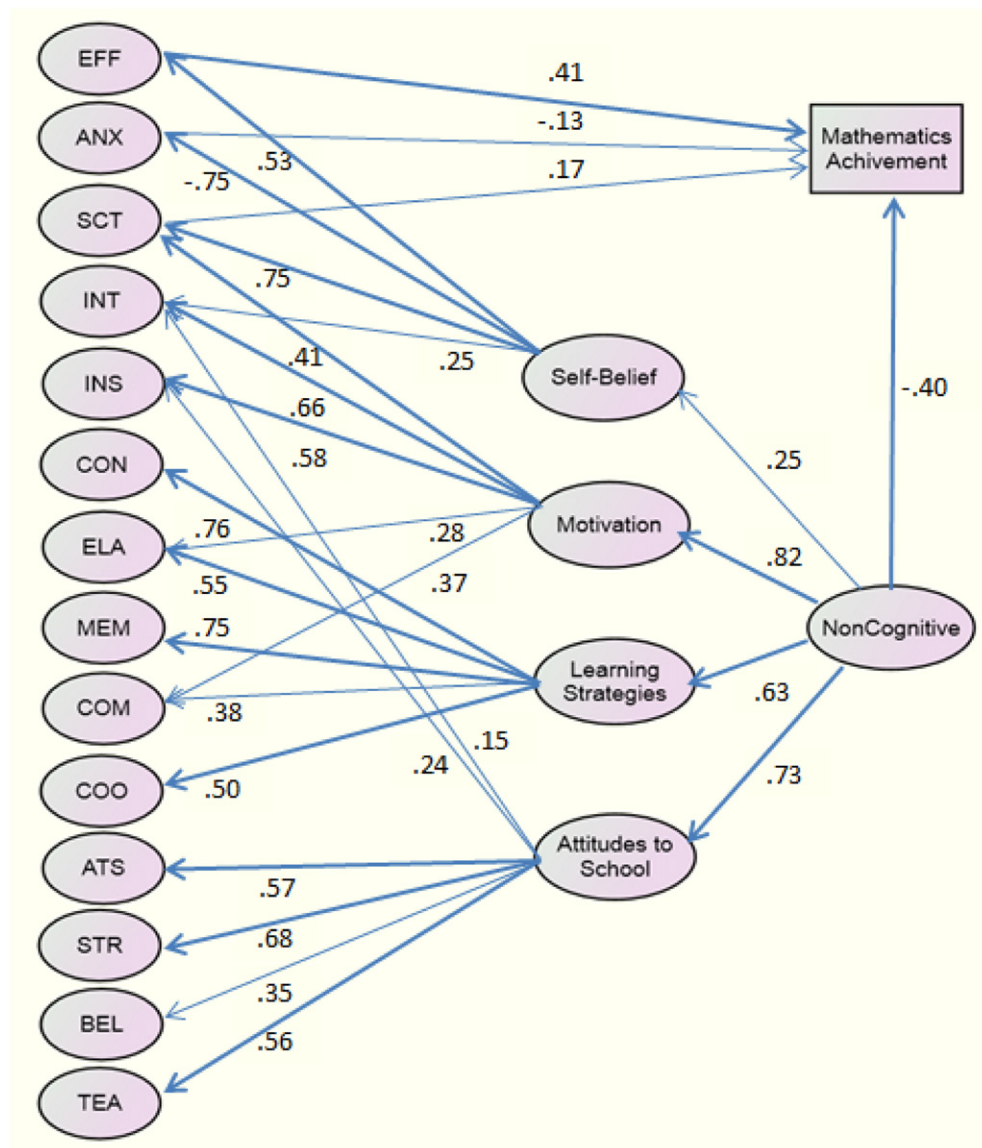 EFF
.41
ANX
-.13
Mathematics
Achivement
.53
-.75
.17
SCT
.75
INT
.25
.41
Self-Belief
-.40
INS
.66
.58
.25
CON
Motivation
.76
.28
ELA
.82
.55
.37
MEM
.75
NonCognitive
Learning
Strategies
.63
COM
.38
.15
.24
COO
.50
.73
Attitudes to
School
ATS
.57
STR
.68
.35
BEL
.56
TEA